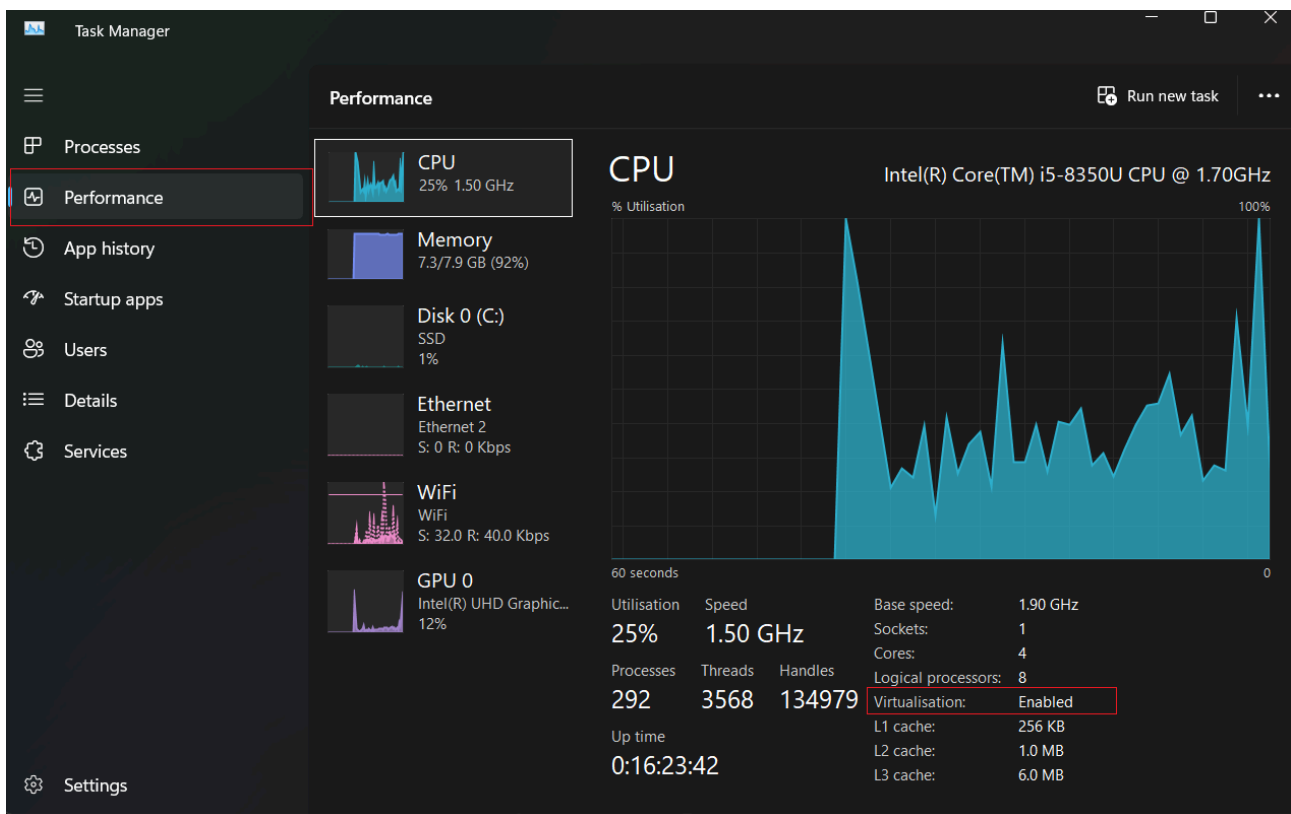 Task Manager
Performance
Run new task
Processes
Performance
App history
Startup apps
Users
Details
Services
Settings
CPU
25% 1.50 GHz
Memory
7.3/7.9 GB (92%)
Disk 0 (C:)
SSD
1%
Ethernet
Ethernet 2
S: 0 R: 0 Kbps
WiFi
WiFi
S: 32.0 R: 40.0 Kbps
GPU 0
Intel(R) UHD Graphic...
12%
CPU Intel(R) Core(TM) i5-8350U CPU @ 1.70GHz
% Utilisation 100%
60 seconds 0
Utilisation Speed
25% 1.50 GHz
Processes Threads Handles
292 3568 134979
Up time
0:16:23:42
Base speed: 1.90 GHz
Sockets: 1
Cores: 4
Logical processors: 8
Virtualisation: Enabled
L1 cache: 256 KB
L2 cache: 1.0 MB
L3 cache: 6.0 MB